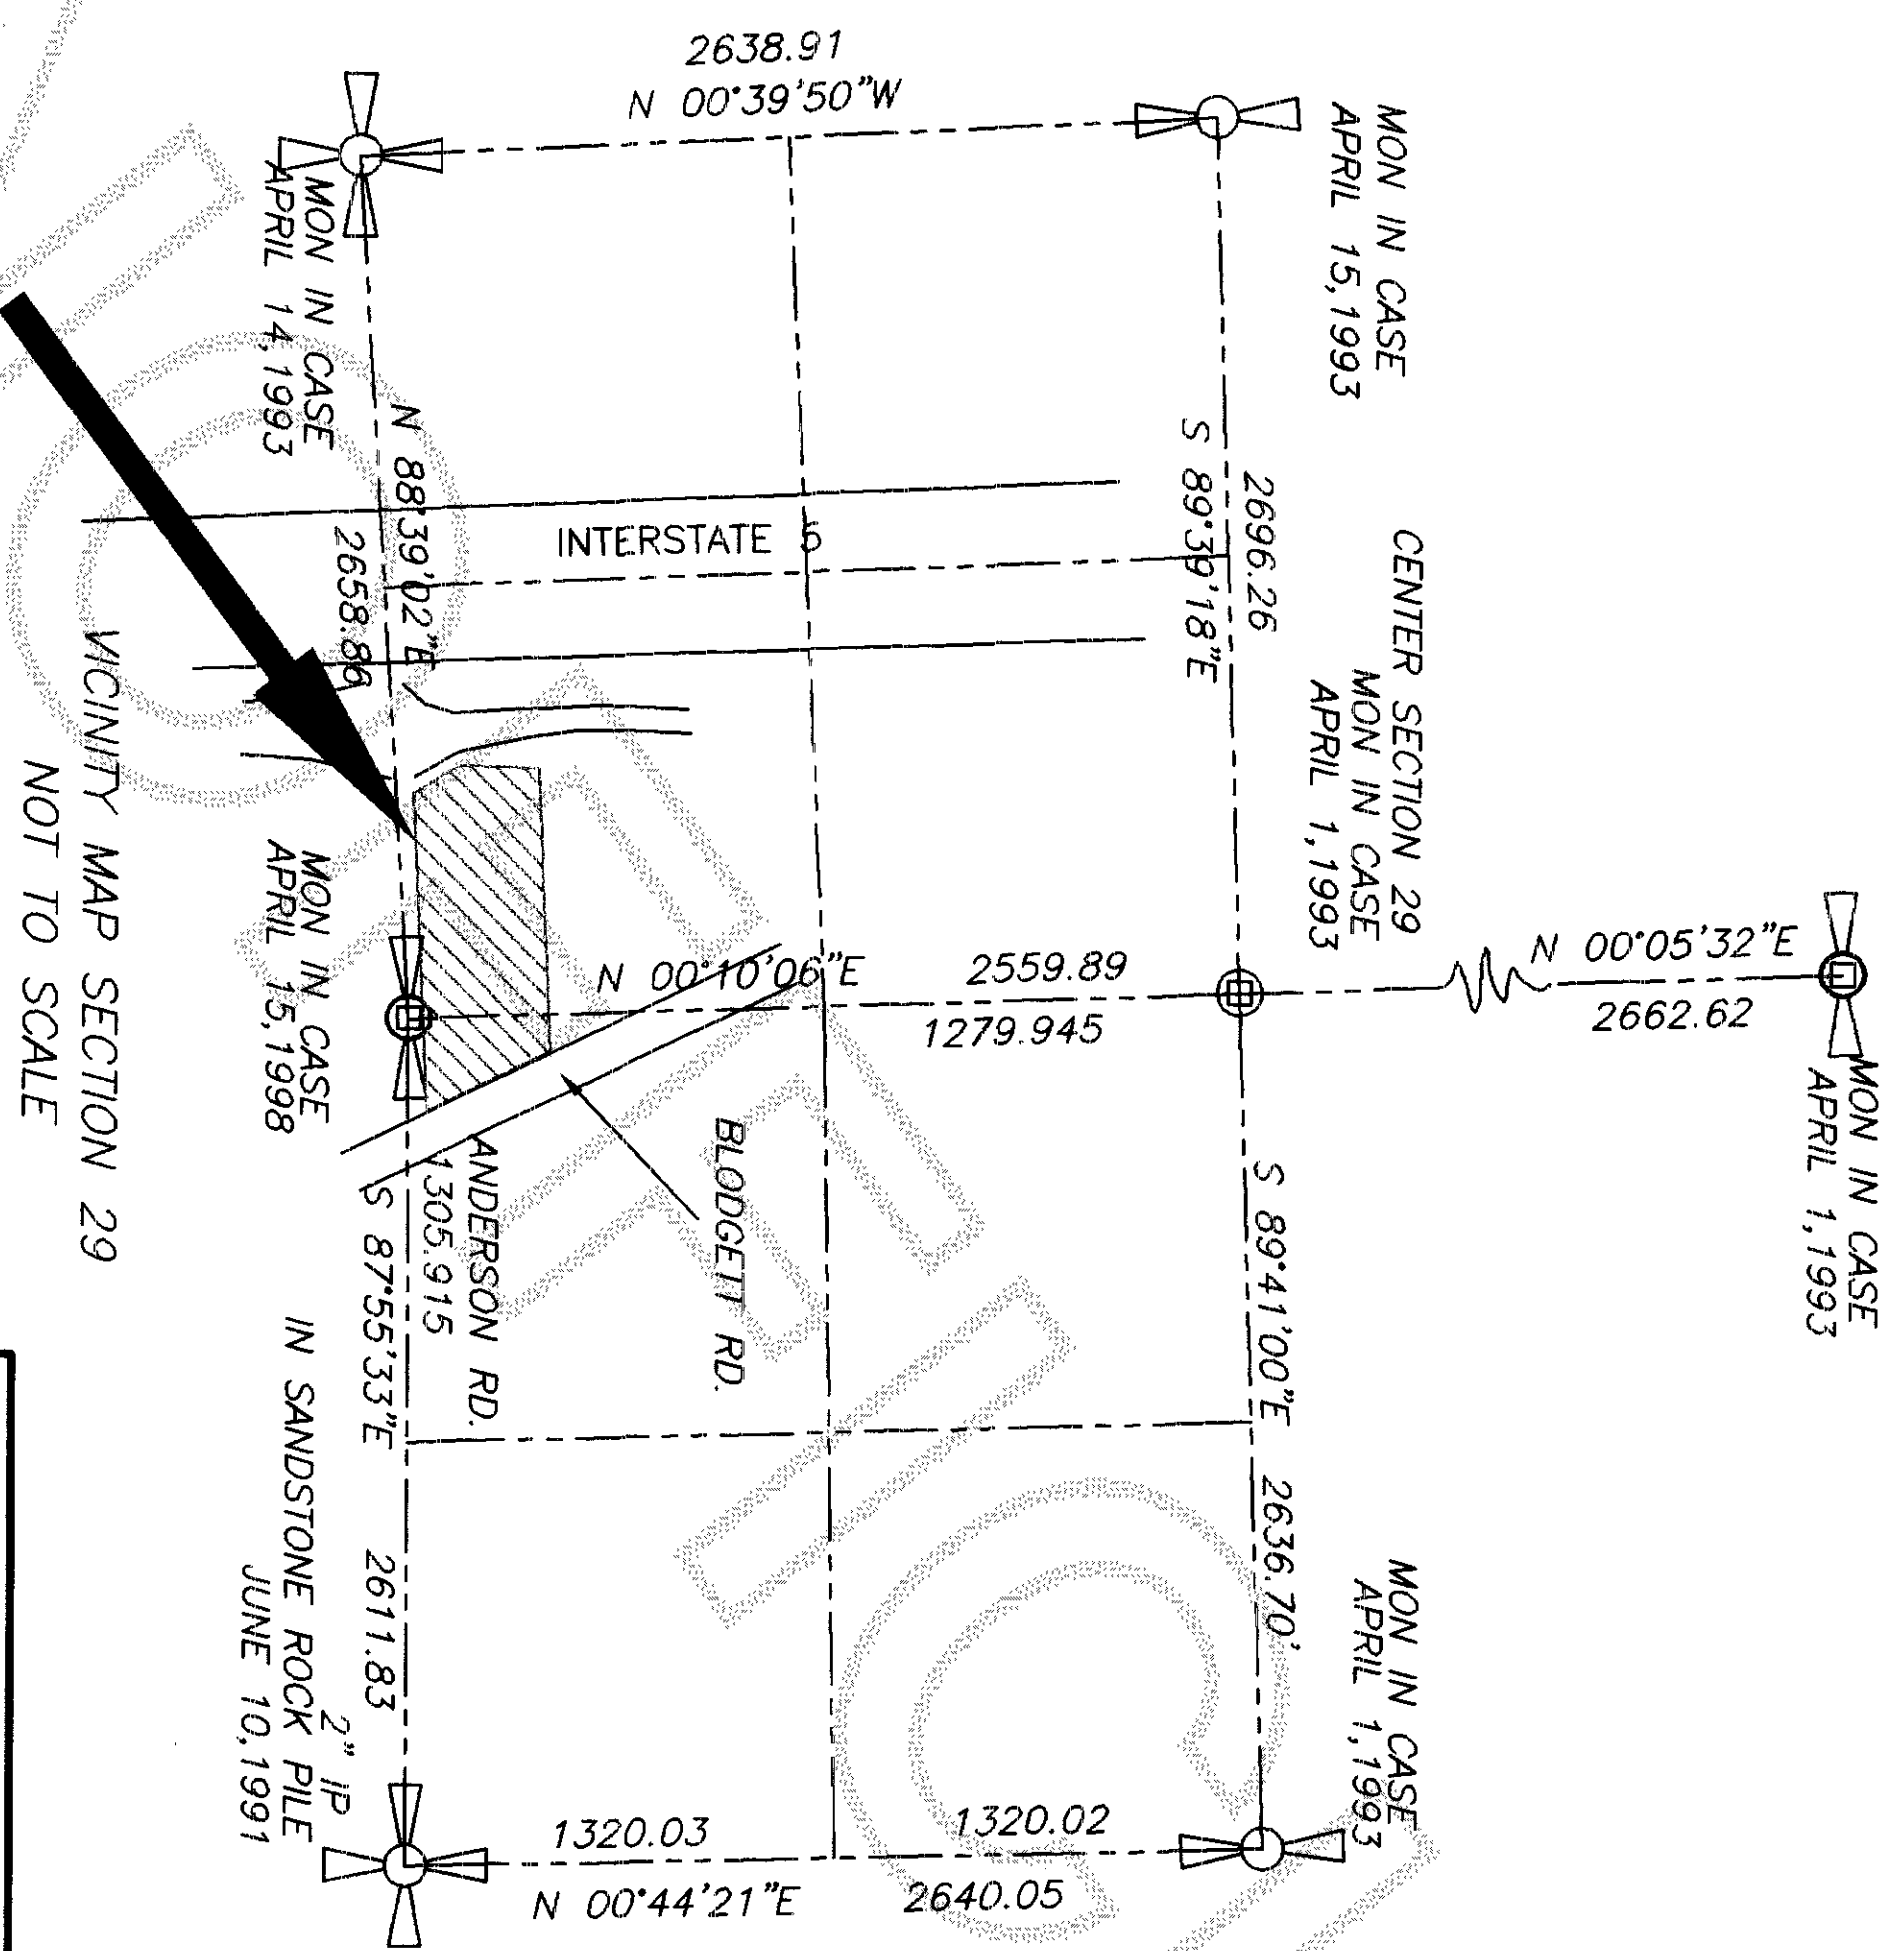 2638.91
N 00°39'50"W
MON IN CASE
APRIL 15,1993
MON IN CASE
APRIL 14,1993
N 88°39'02"E
2658.86
INTERSTATE 5
2696.26
S 89°39'18"E
CENTER SECTION 29
MON IN CASE
APRIL 1,1993
N 00°05'32"E
2662.62
MON IN CASE
APRIL 1,1993
N 00°10'06"E
2559.89
1279.945
MON IN CASE
APRIL 15,1998
VICINITY MAP SECTION 29
NOT TO SCALE
BLODGETT RD.
ANDERSON RD.
1305.915
S 87°55'33"E
2611.83
S 89°41'00"E
2636.70'
2" IP
IN SANDSTONE ROCK PILE
JUNE 10,1991
MON IN CASE
APRIL 1,1993
1320.03
1320.02
N 00°44'21"E
2640.05